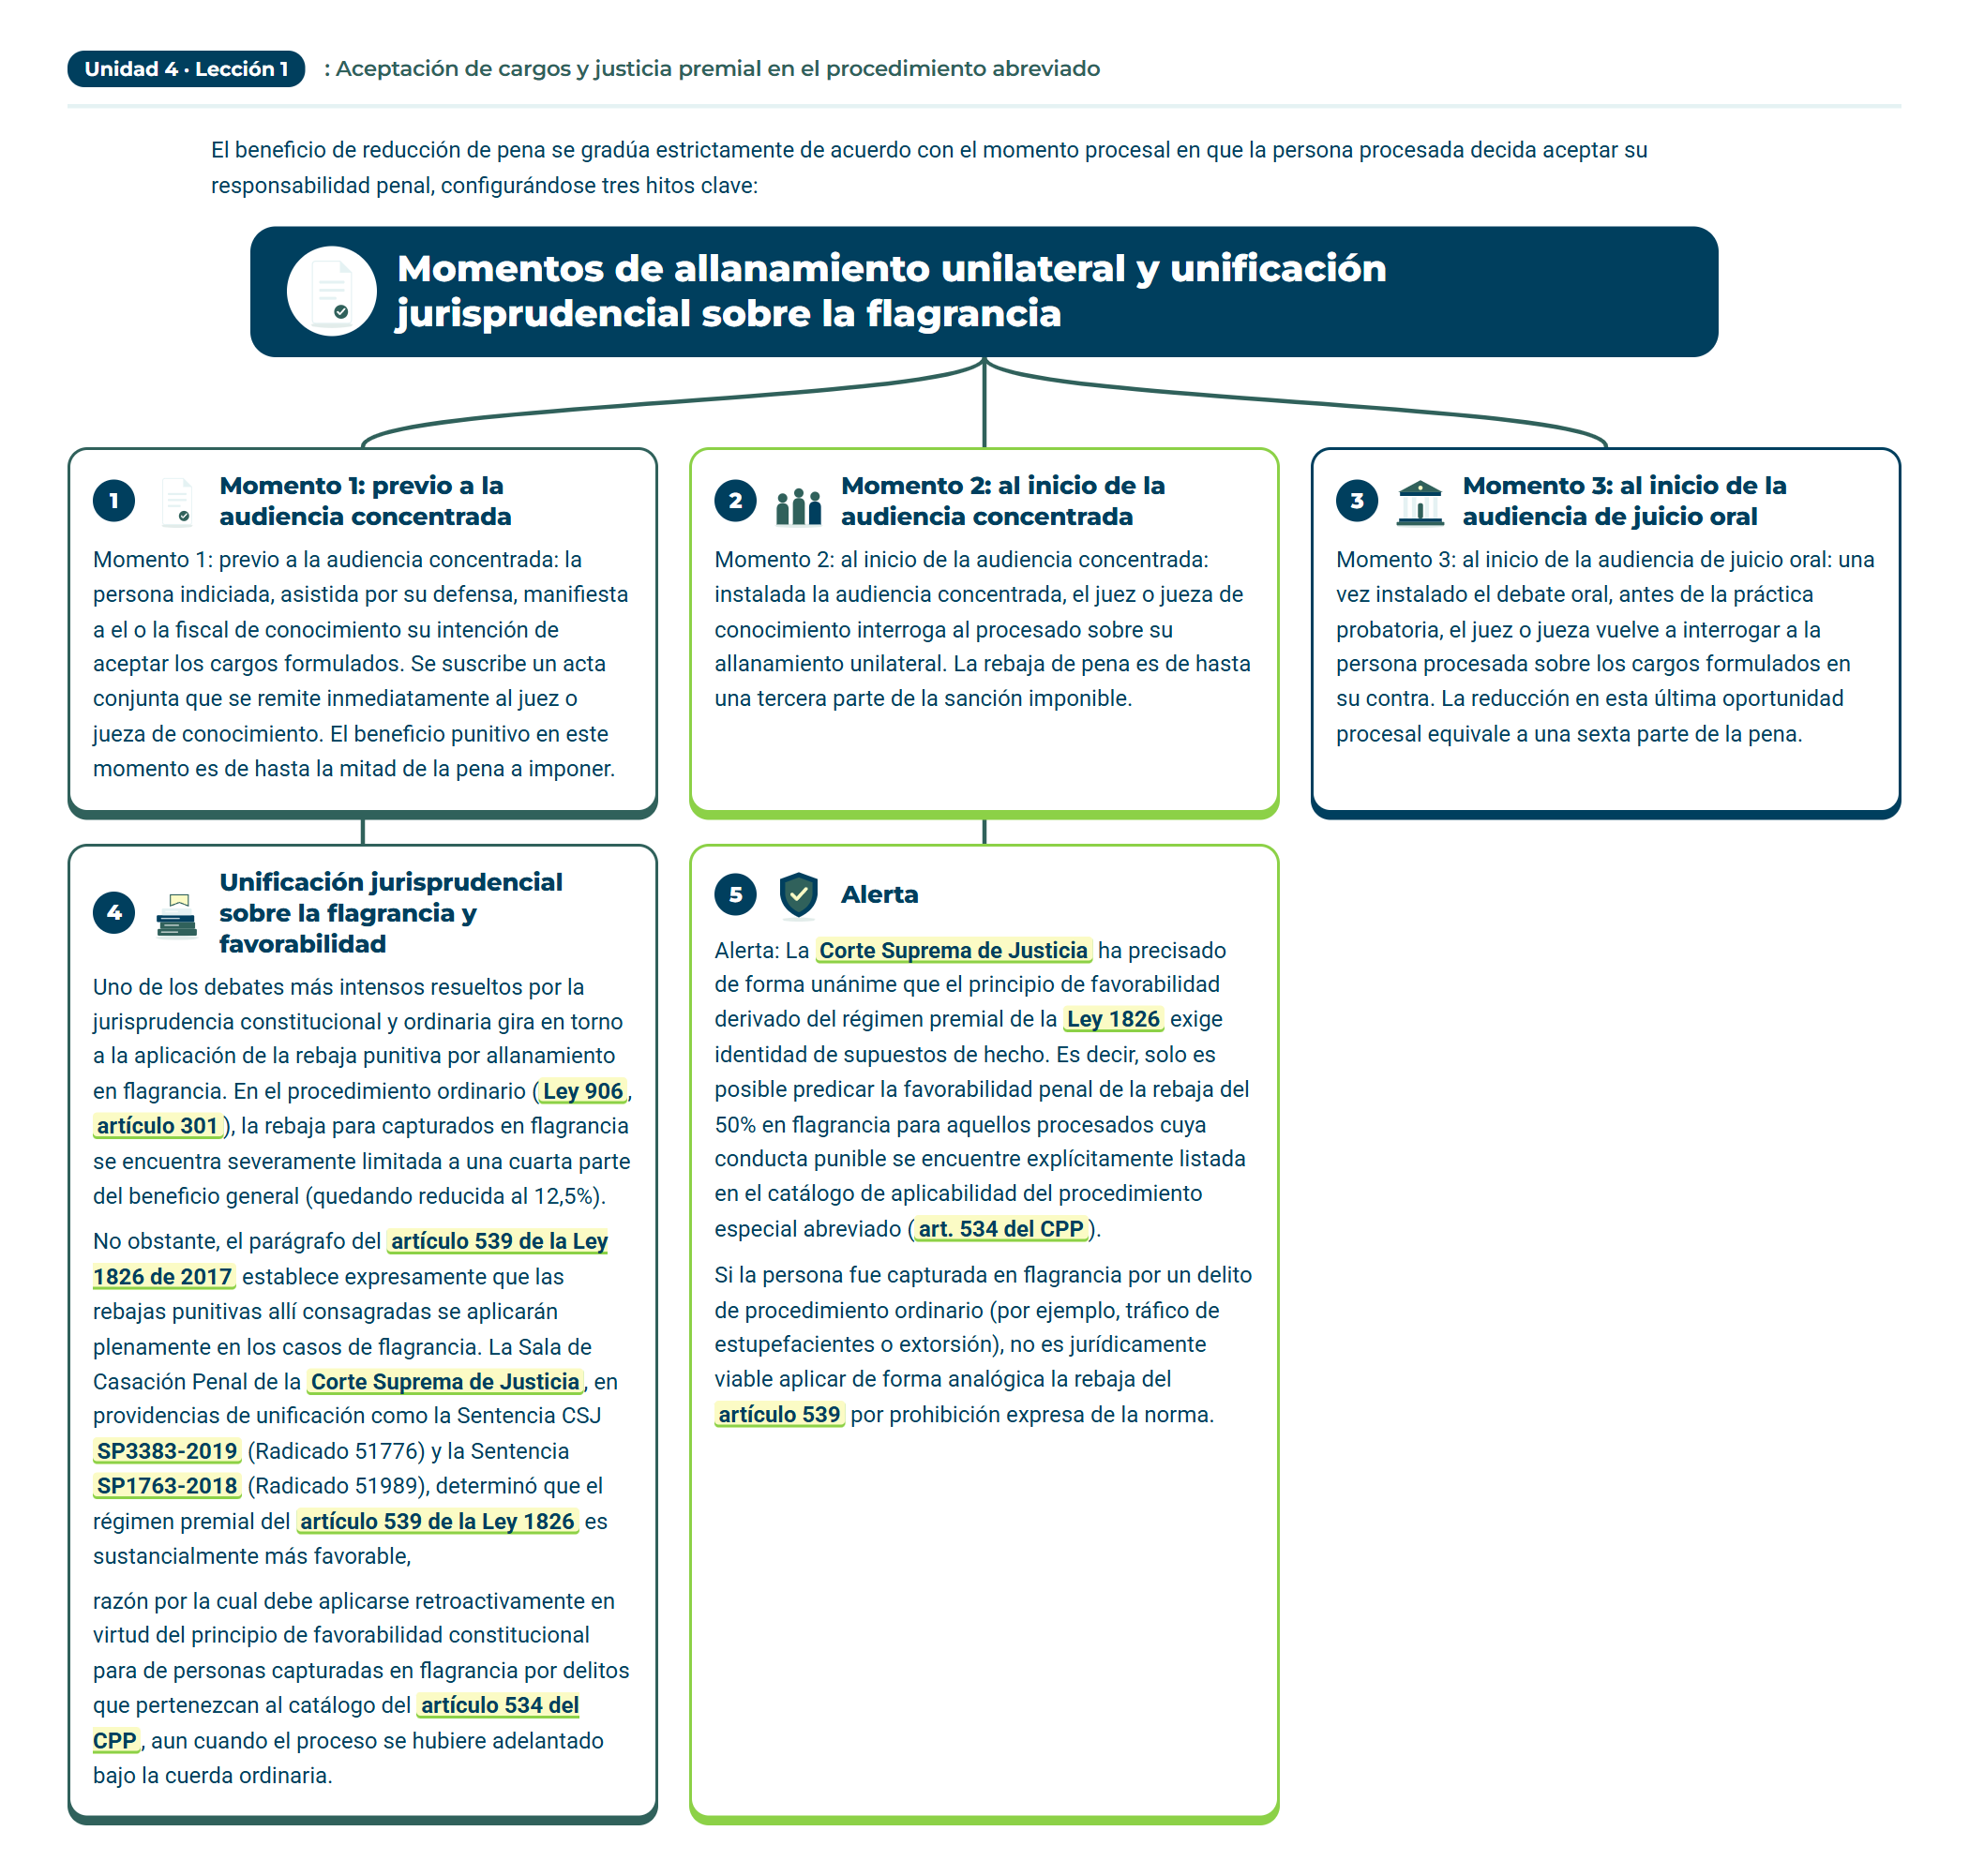 Unidad 4 · Lección 1 : Aceptación de cargos y justicia premial en el procedimiento abreviado
El beneficio de reducción de pena se gradúa estrictamente de acuerdo con el momento procesal en que la persona procesada decida aceptar su
responsabilidad penal, configurándose tres hitos clave:
Momentos de allanamiento unilateral y unificación
jurisprudencial sobre la flagrancia
1
Momento 1: previo a la
audiencia concentrada
Momento 1: previo a la audiencia concentrada: la
persona indiciada, asistida por su defensa, manifiesta
a el o la fiscal de conocimiento su intención de
aceptar los cargos formulados. Se suscribe un acta
conjunta que se remite inmediatamente al juez o
jueza de conocimiento. El beneficio punitivo en este
momento es de hasta la mitad de la pena a imponer.
2
Momento 2: al inicio de la
audiencia concentrada
Momento 2: al inicio de la audiencia concentrada:
instalada la audiencia concentrada, el juez o jueza de
conocimiento interroga al procesado sobre su
allanamiento unilateral. La rebaja de pena es de hasta
una tercera parte de la sanción imponible.
3
Momento 3: al inicio de la
audiencia de juicio oral
Momento 3: al inicio de la audiencia de juicio oral: una
vez instalado el debate oral, antes de la práctica
probatoria, el juez o jueza vuelve a interrogar a la
persona procesada sobre los cargos formulados en
su contra. La reducción en esta última oportunidad
procesal equivale a una sexta parte de la pena.
4
Unificación jurisprudencial
sobre la flagrancia y
favorabilidad
Uno de los debates más intensos resueltos por la
jurisprudencia constitucional y ordinaria gira en torno
a la aplicación de la rebaja punitiva por allanamiento
en flagrancia. En el procedimiento ordinario (Ley 906,
artículo 301), la rebaja para capturados en flagrancia
se encuentra severamente limitada a una cuarta parte
del beneficio general (quedando reducida al 12,5%).
No obstante, el parágrafo del artículo 539 de la Ley
1826 de 2017 establece expresamente que las
rebajas punitivas allí consagradas se aplicarán
plenamente en los casos de flagrancia. La Sala de
Casación Penal de la Corte Suprema de Justicia, en
providencias de unificación como la Sentencia CSJ
SP3383-2019 (Radicado 51776) y la Sentencia
SP1763-2018 (Radicado 51989), determinó que el
régimen premial del artículo 539 de la Ley 1826 es
sustancialmente más favorable,
razón por la cual debe aplicarse retroactivamente en
virtud del principio de favorabilidad constitucional
para de personas capturadas en flagrancia por delitos
que pertenezcan al catálogo del artículo 534 del
CPP, aun cuando el proceso se hubiere adelantado
bajo la cuerda ordinaria.
5
Alerta
Alerta: La Corte Suprema de Justicia ha precisado
de forma unánime que el principio de favorabilidad
derivado del régimen premial de la Ley 1826 exige
identidad de supuestos de hecho. Es decir, solo es
posible predicar la favorabilidad penal de la rebaja del
50% en flagrancia para aquellos procesados cuya
conducta punible se encuentre explícitamente listada
en el catálogo de aplicabilidad del procedimiento
especial abreviado (art. 534 del CPP).
Si la persona fue capturada en flagrancia por un delito
de procedimiento ordinario (por ejemplo, tráfico de
estupefacientes o extorsión), no es jurídicamente
viable aplicar de forma analógica la rebaja del
artículo 539 por prohibición expresa de la norma.